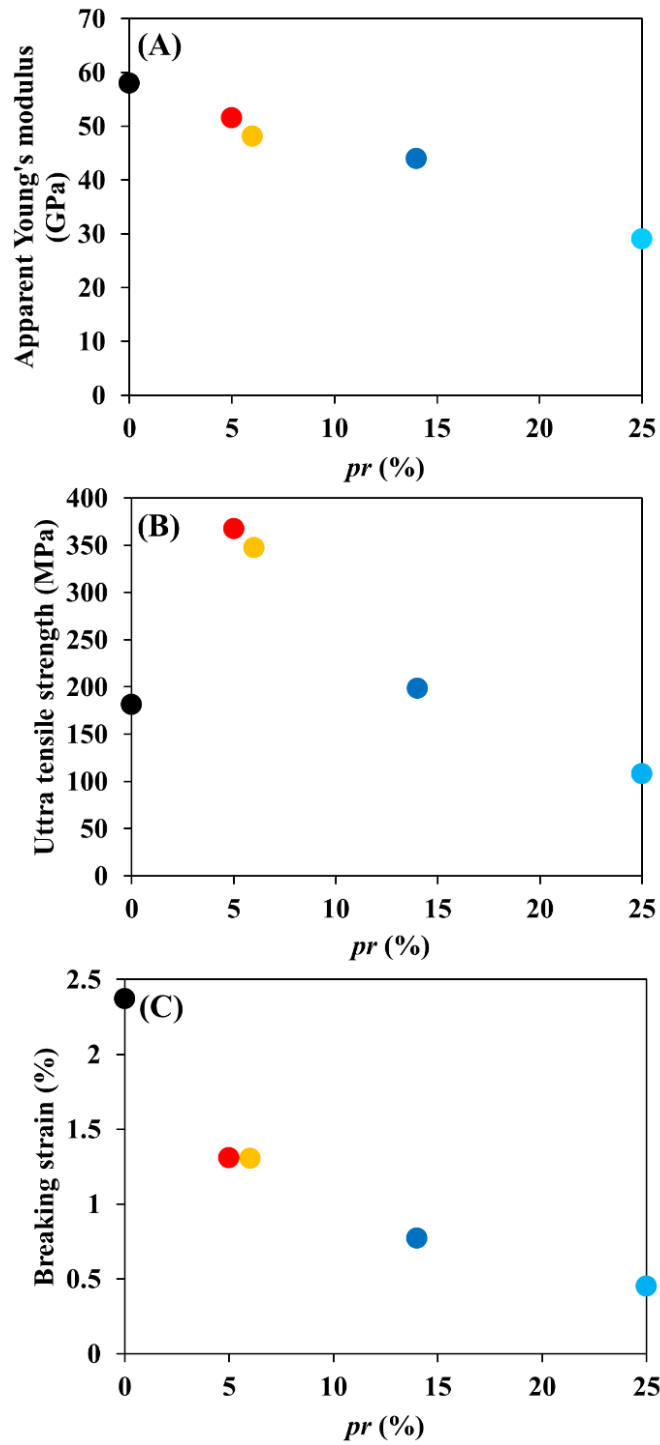 (A)
Apparent Young's modulus
(GPa)
70
60
50
40
30
20
10
0
0 5 10 15 20 25
pr (%)
(B)
Uttra tensile strength (MPa)
400
350
300
250
200
150
100
50
0
0 5 10 15 20 25
pr (%)
(C)
Breaking strain (%)
2.5
2
1.5
1
0.5
0
0 5 10 15 20 25
pr (%)